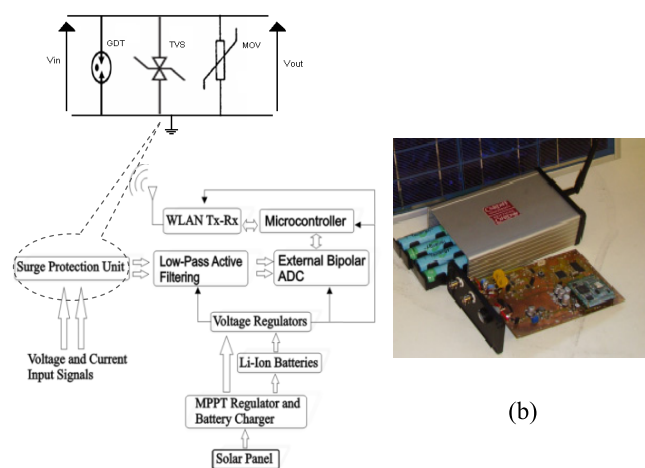 GDT
TVS
MOV
Vin
Vout
WLAN Tx-Rx
Microcontroller
Surge Protection Unit
Low-Pass Active
Filtering
External Bipolar
ADC
Voltage Regulators
Voltage and Current
Input Signals
Li-Ion Batteries
MPPT Regulator and
Battery Charger
Solar Panel
(b)